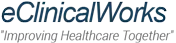 eClinicalWorks
"Improving Healthcare Together"